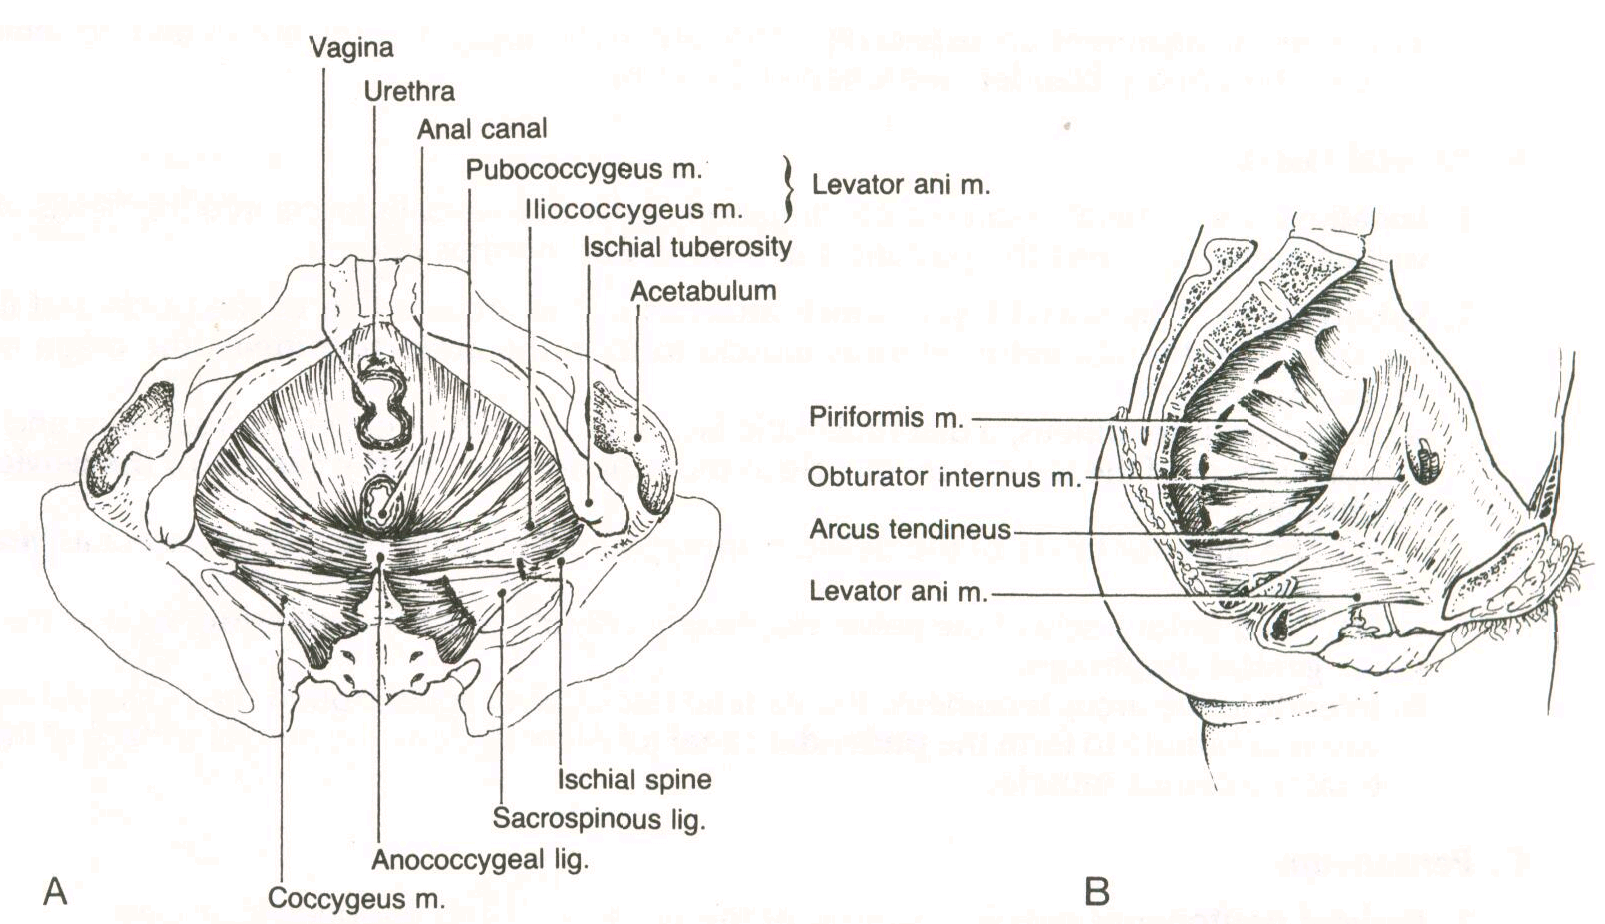 Vagina
Urethra
Anal canal
Pubococcygeus m.
Iliococcygeus m.
Levator ani m.
Ischial tuberosity
Acetabulum
Ischial spine
Sacrospinous lig.
Anococcygeal lig.
Coccygeus m.
A
Piriformis m.
Obturator internus m.
Arcus tendineus
Levator ani m.
B